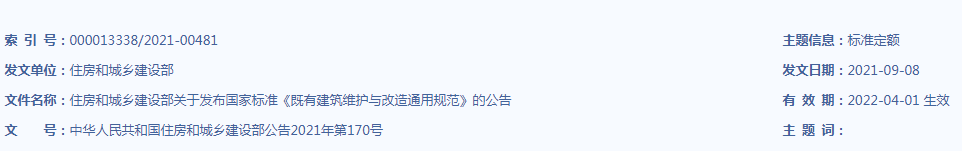 索 引 号：000013338/2021-00481 主题信息：标准定额
发文单位：住房和城乡建设部 发文日期：2021-09-08
文件名称：住房和城乡建设部关于发布国家标准《既有建筑维护与改造通用规范》的公告 有 效 期：2022-04-01 生效
文 号：中华人民共和国住房和城乡建设部公告2021年第170号 主 题 词：